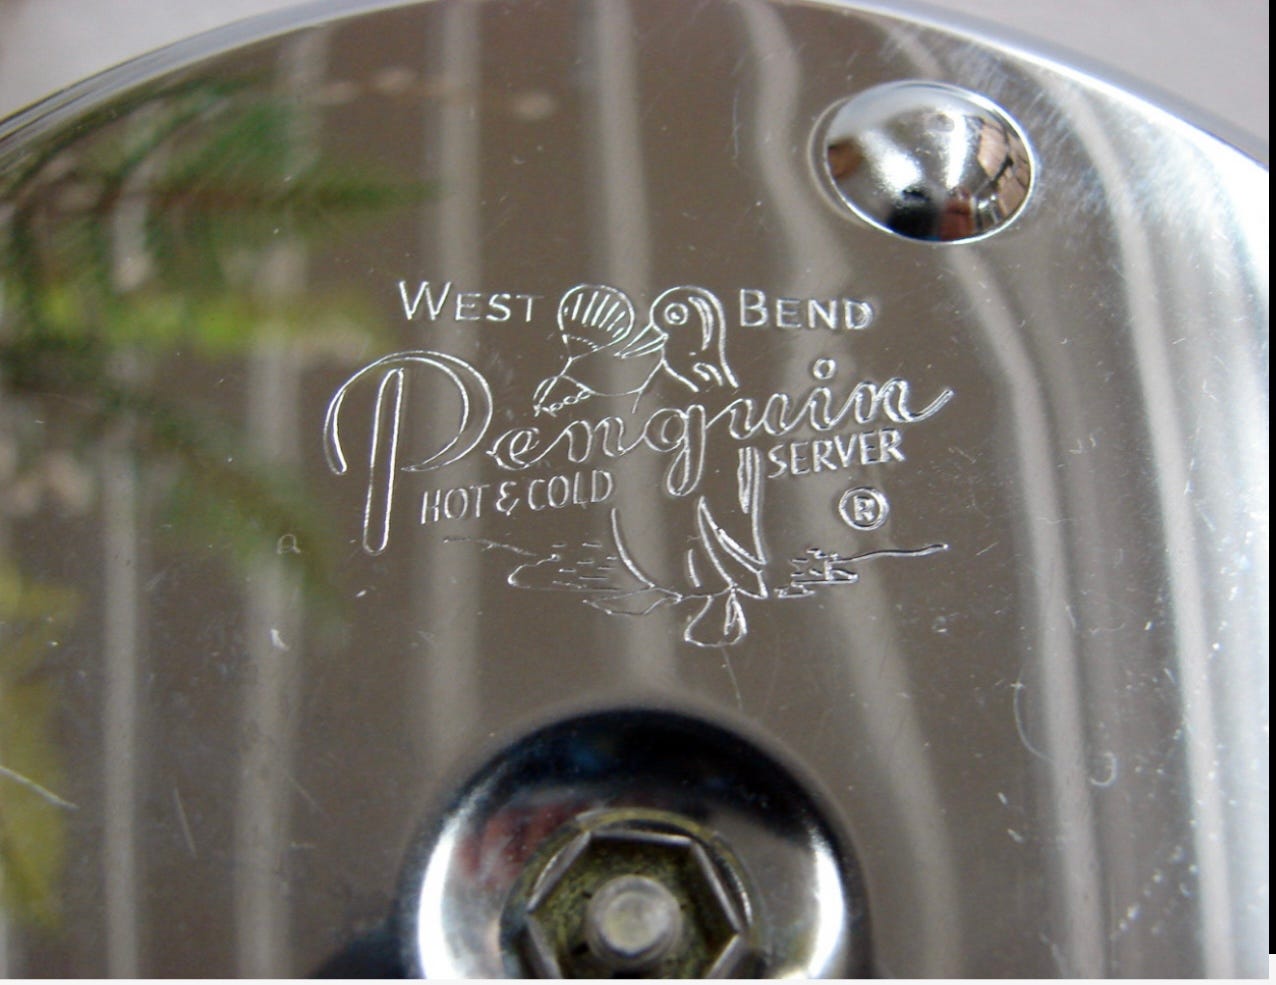 WEST BEND
Penguin
HOT & COLD SERVER
®